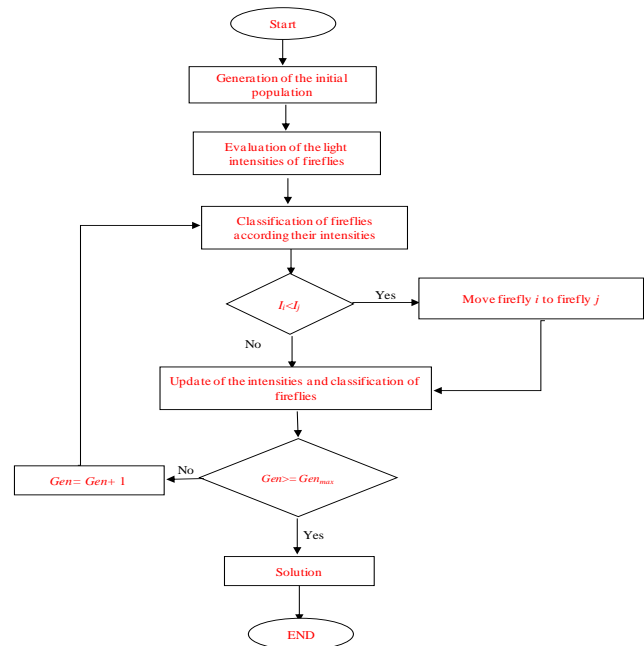 Start
Generation of the initial
population
Evaluation of the light
intensities of fireflies
Classification of fireflies
according their intensities
Iᵢ<Iⱼ
Yes
Move firefly i to firefly j
No
Update of the intensities and classification of
fireflies
Gen>= Genmax
No
Gen= Gen+ 1
Yes
Solution
END